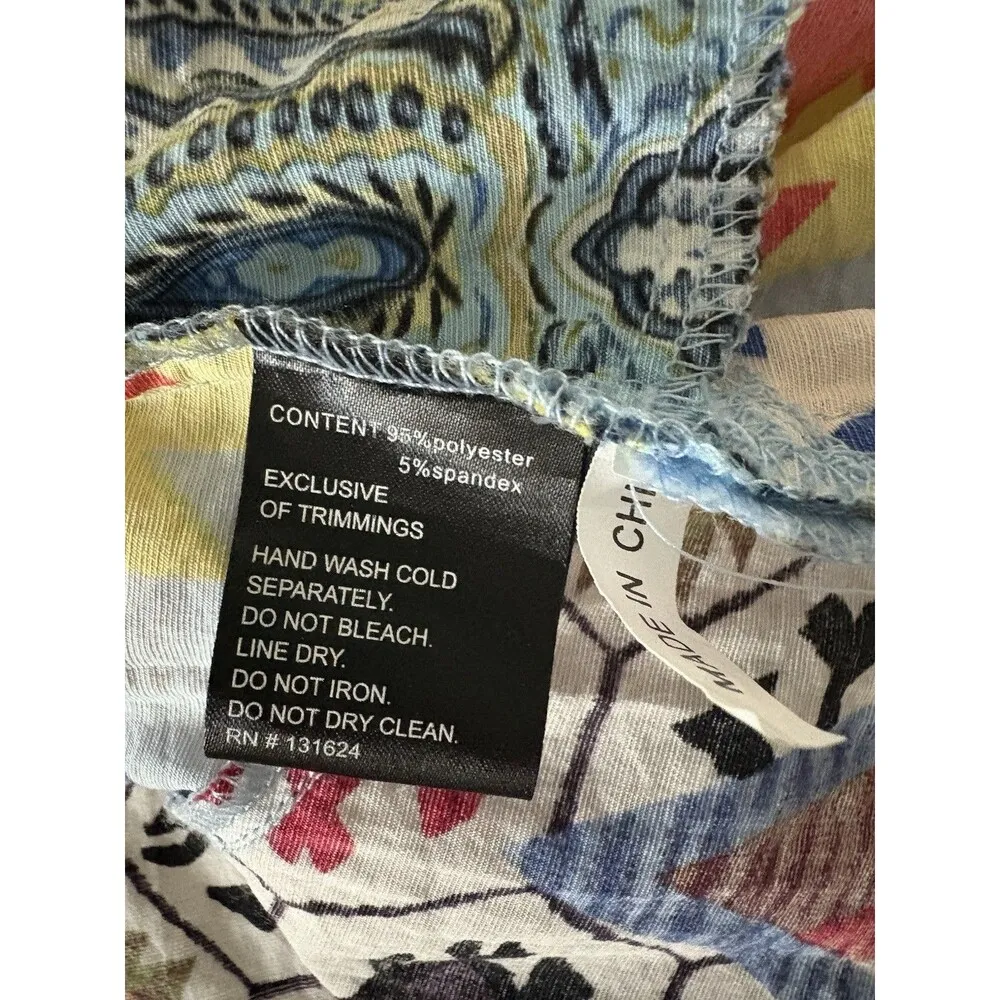 CONTENT 95%polyester
5%spandex
EXCLUSIVE
OF TRIMMINGS
HAND WASH COLD
SEPARATELY.
DO NOT BLEACH.
LINE DRY.
DO NOT IRON.
DO NOT DRY CLEAN.
RN # 131624
MADE IN CHI